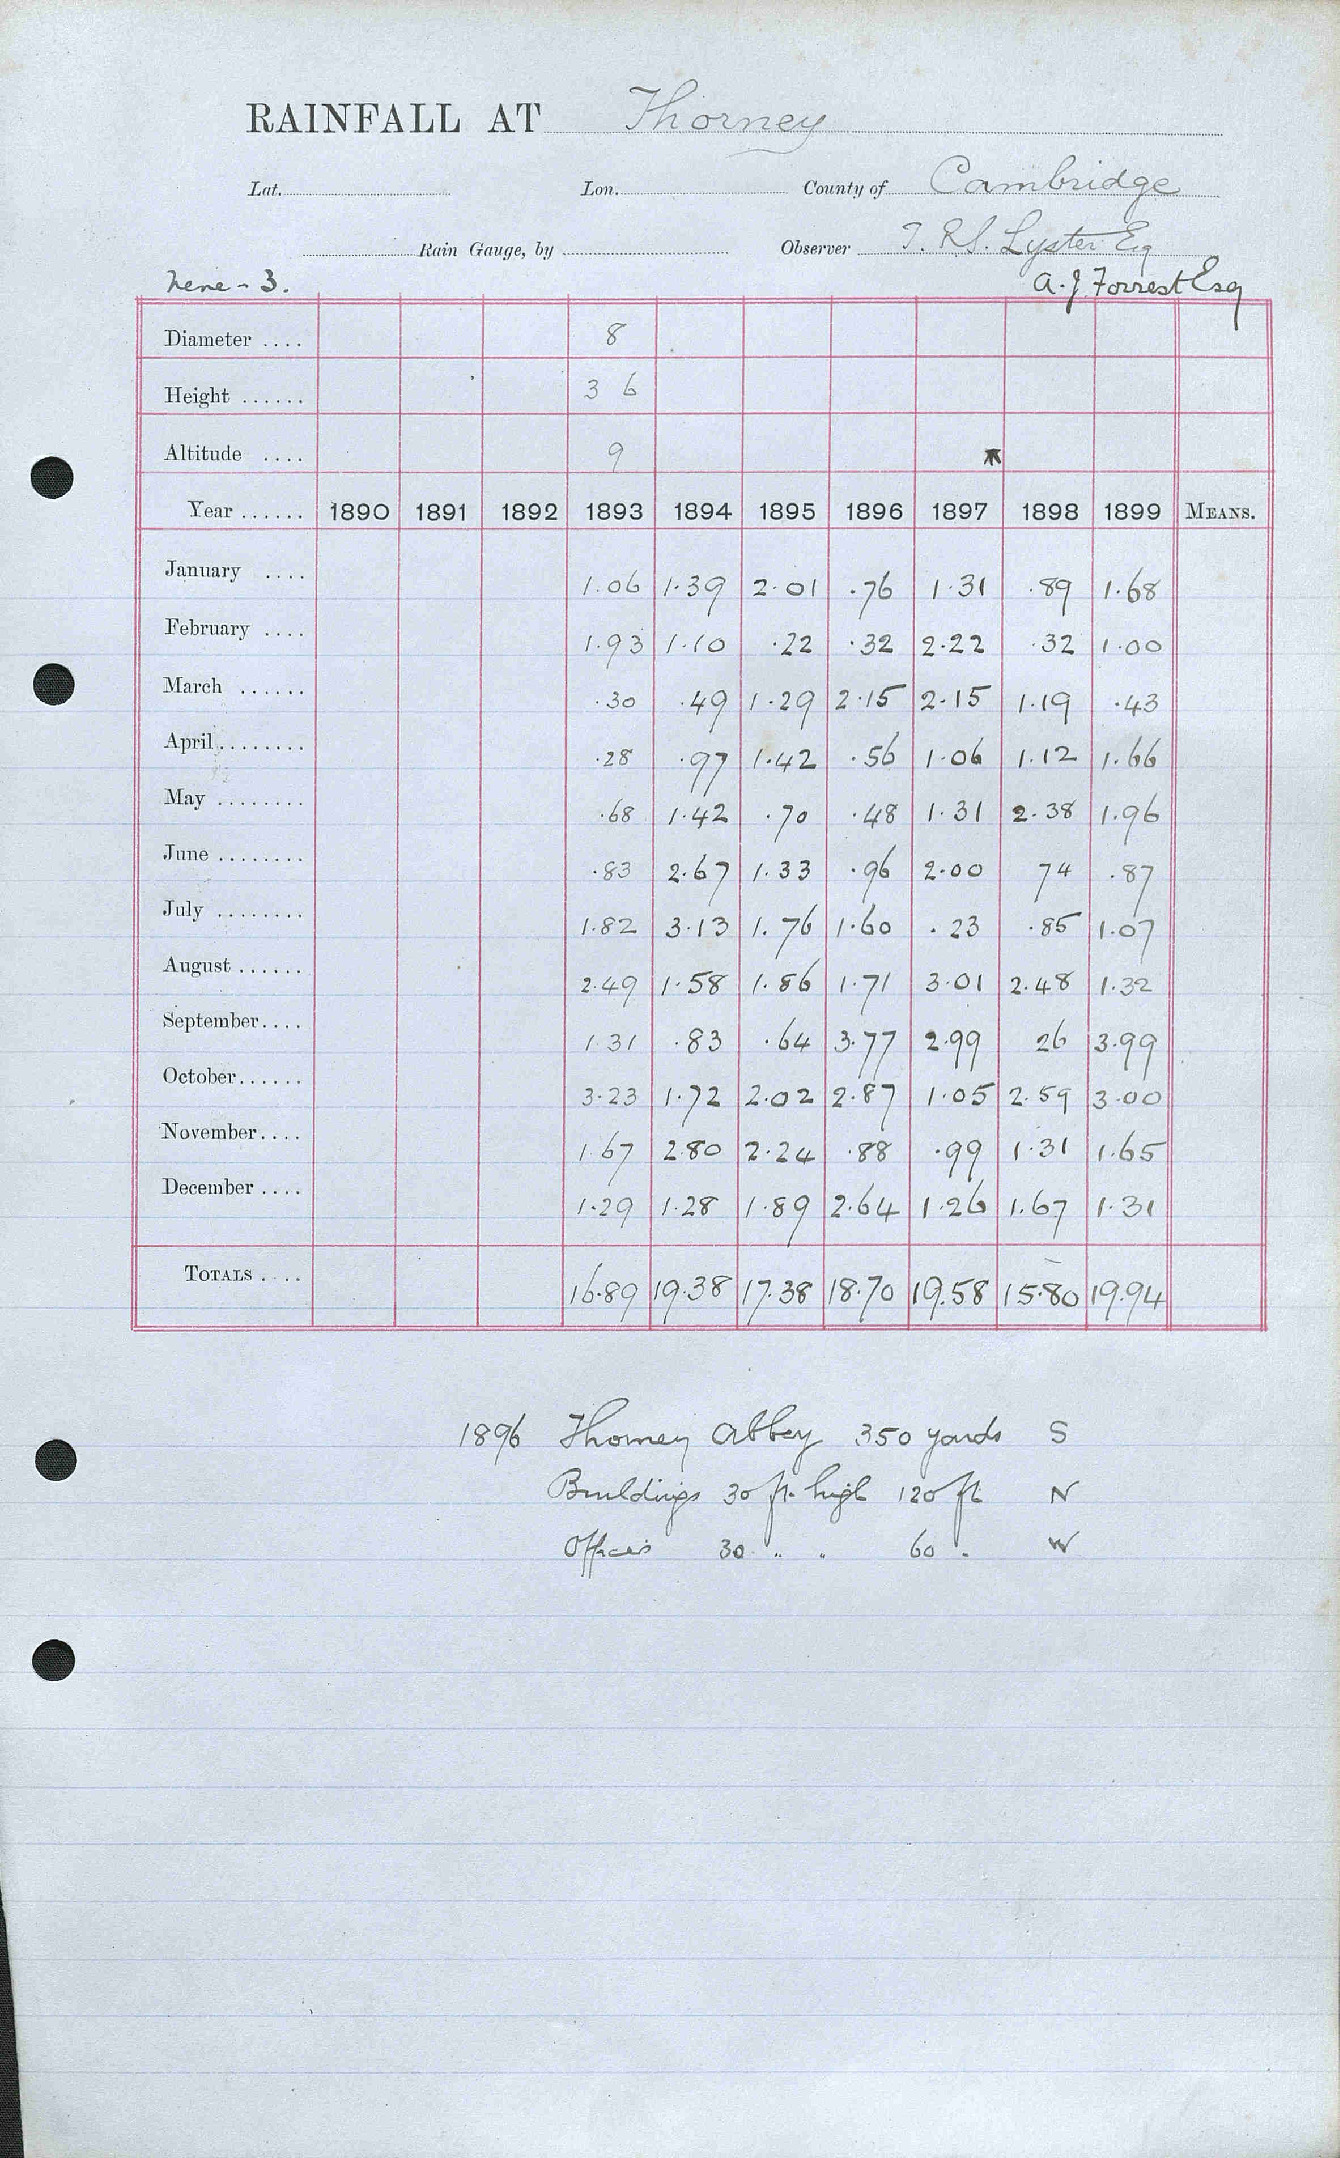 RAINFALL AT Thorney
Lat. Lon. County of Cambridge
Rain Gauge, by Observer T. R.S. Lyster Esq
Nene - 3. A. J. Forrest Esq
Diameter .... 8
Height ...... 3 6
Altitude .... 9
Year ...... 1890 1891 1892 1893 1894 1895 1896 1897 1898 1899 MEANS.
January .... 1.06 1.39 2.01 .76 1.31 .89 1.68
February .... 1.93 1.10 .22 .32 2.22 .32 1.00
March ...... .30 .49 1.29 2.15 2.15 1.19 .43
April ........ .28 .97 1.42 .56 1.06 1.12 1.66
May ........ .68 1.42 .70 .48 1.31 2.38 1.96
June ........ .83 2.67 1.33 .96 2.00 74 .87
July ........ 1.82 3.13 1.76 1.60 .23 .85 1.07
August ...... 2.49 1.58 1.86 1.71 3.01 2.48 1.32
September .... 1.31 .83 .64 3.77 2.99 26 3.99
October ...... 3.23 1.72 2.02 2.87 1.05 2.59 3.00
November .... 1.67 2.80 2.24 .88 .99 1.31 1.65
December .... 1.29 1.28 1.89 2.64 1.26 1.67 1.31
TOTALS .... 16.89 19.38 17.38 18.70 19.58 15.80 19.94
1896 Thorney Abbey 350 yards S
Buildings 30 ft. high 120 ft N
Offices 30 " " 60 " W